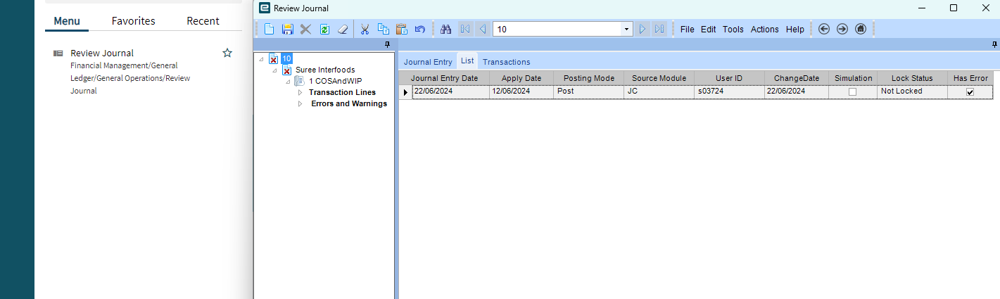 Menu
Favorites
Recent
Review Journal
Financial Management/General
Ledger/General Operations/Review
Journal
Review Journal
10
File Edit Tools Actions Help
10
Suree Interfoods
1 COSAndWIP
Transaction Lines
Errors and Warnings
Journal Entry List Transactions
Journal Entry Date Apply Date Posting Mode Source Module User ID ChangeDate Simulation Lock Status Has Error
22/06/2024 12/06/2024 Post JC s03724 22/06/2024 Not Locked